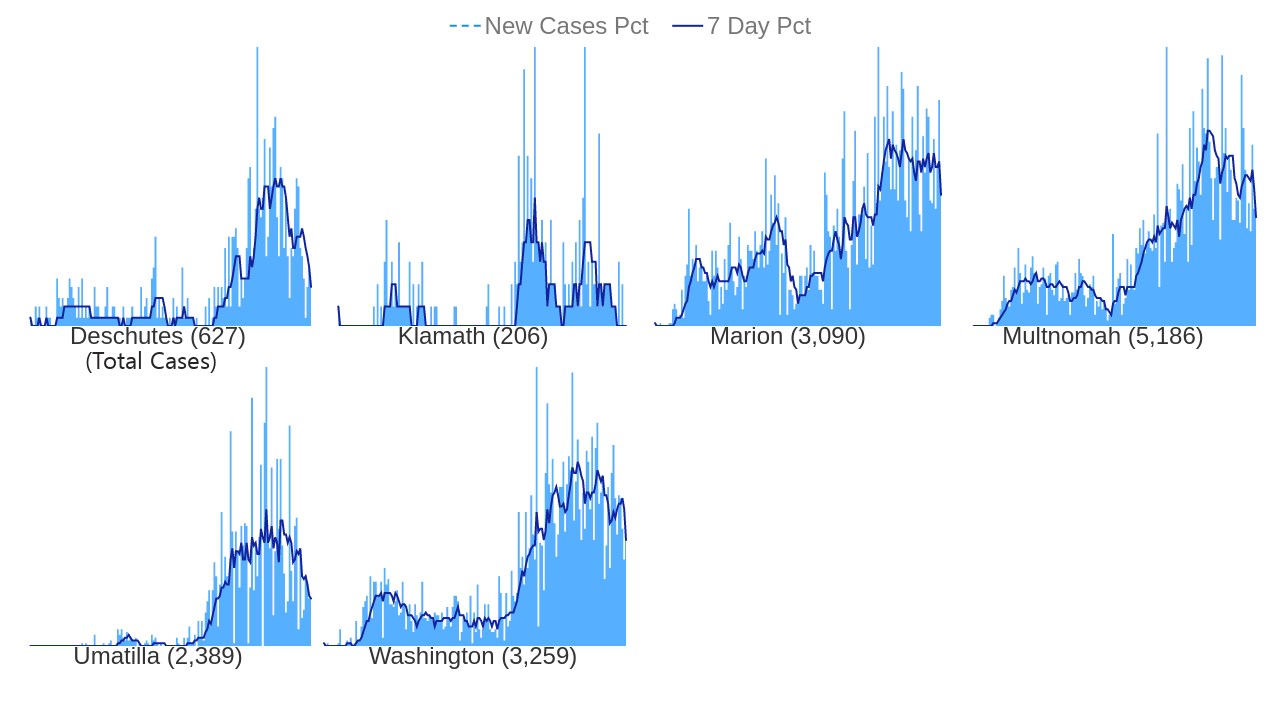 New Cases Pct 7 Day Pct
Deschutes (627)
(Total Cases)
Klamath (206)
Marion (3,090)
Multnomah (5,186)
Umatilla (2,389)
Washington (3,259)